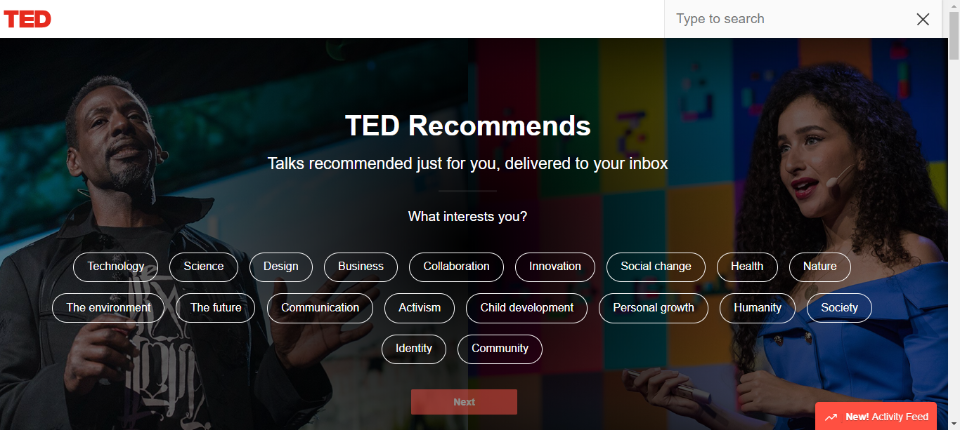 TED
Type to search
TED Recommends
Talks recommended just for you, delivered to your inbox
What interests you?
Technology Science Design Business Collaboration Innovation Social change Health Nature
The environment The future Communication Activism Child development Personal growth Humanity Society
Identity Community
Next
New! Activity Feed